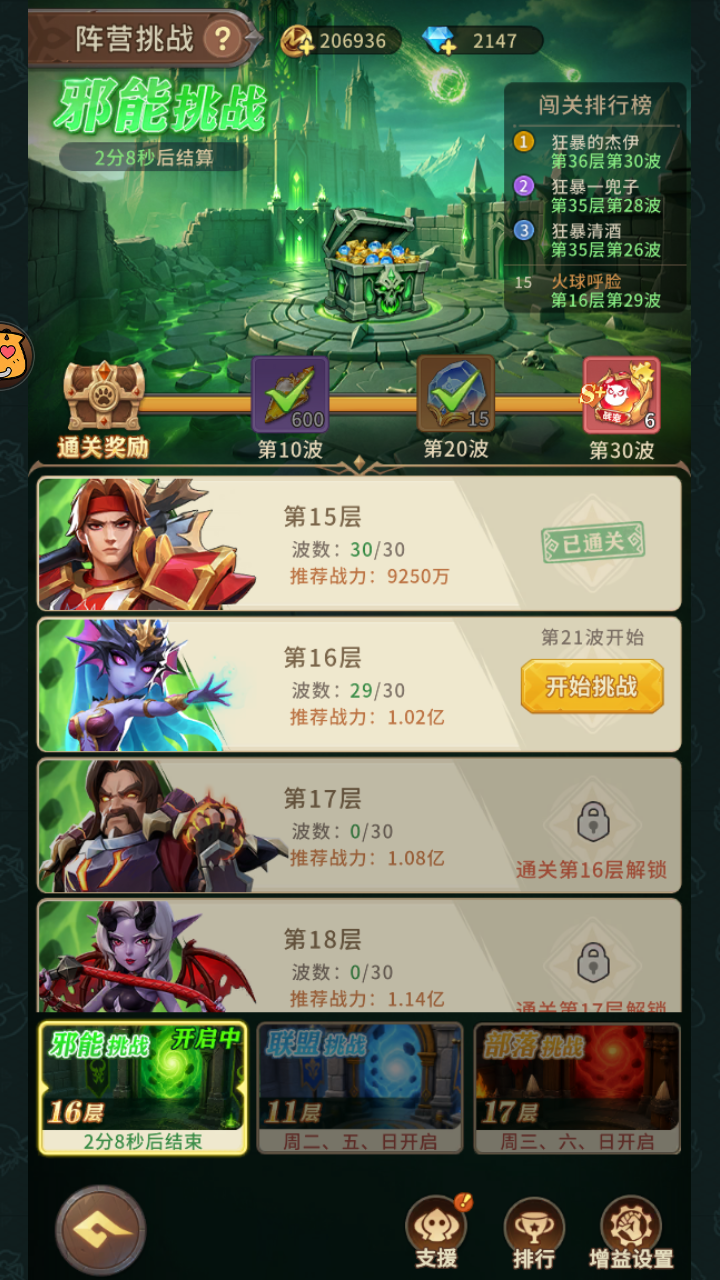 阵营挑战 ?
206936
2147
邪能挑战
2分8秒后结算
闯关排行榜
1 狂暴的杰伊
第36层第30波
2 狂暴一兜子
第35层第28波
3 狂暴清酒
第35层第26波
15 火球呼脸
第16层第29波
600
15
S+
战宠
6
通关奖励
第10波
第20波
第30波
第15层
波数：30/30
推荐战力：9250万
已通关
第16层
波数：29/30
推荐战力：1.02亿
第21波开始
开始挑战
第17层
波数：0/30
推荐战力：1.08亿
通关第16层解锁
第18层
波数：0/30
推荐战力：1.14亿
通关第17层解锁
邪能挑战
开启中
16层
2分8秒后结束
联盟挑战
11层
周二、五、日开启
部落挑战
17层
周三、六、日开启
支援
排行
增益设置